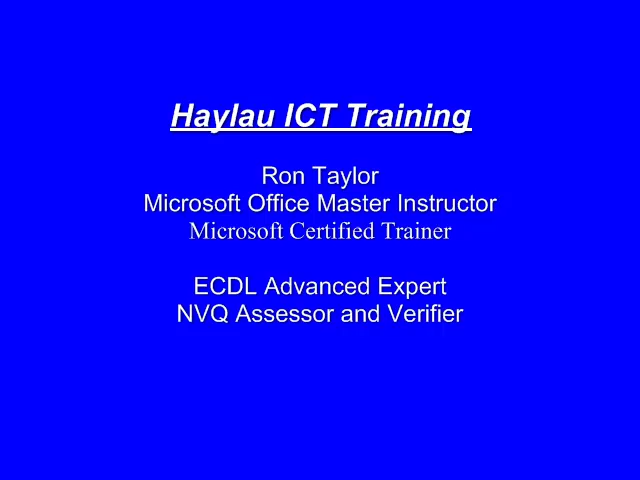 Haylau ICT Training
Ron Taylor
Microsoft Office Master Instructor
Microsoft Certified Trainer
ECDL Advanced Expert
NVQ Assessor and Verifier